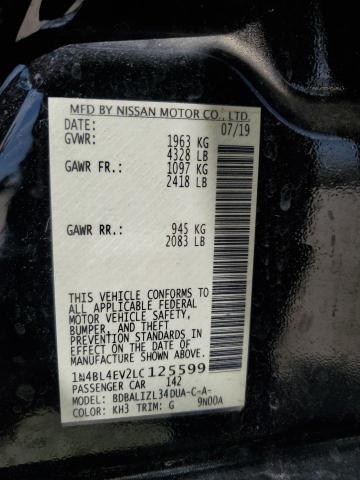 MFD BY NISSAN MOTOR CO., LTD.
DATE: 07/19
GVWR: 1963 KG
4328 LB
GAWR FR.: 1097 KG
2418 LB
GAWR RR.: 945 KG
2083 LB
THIS VEHICLE CONFORMS TO
ALL APPLICABLE FEDERAL
MOTOR VEHICLE SAFETY,
BUMPER, AND THEFT
PREVENTION STANDARDS IN
EFFECT ON THE DATE OF
MANUFACTURE SHOWN ABOVE.
1N4BL4EV2LC125599
PASSENGER CAR 142
MODEL: BDBALIZL34DUA-C-A-
COLOR: KH3 TRIM: G 9N00A